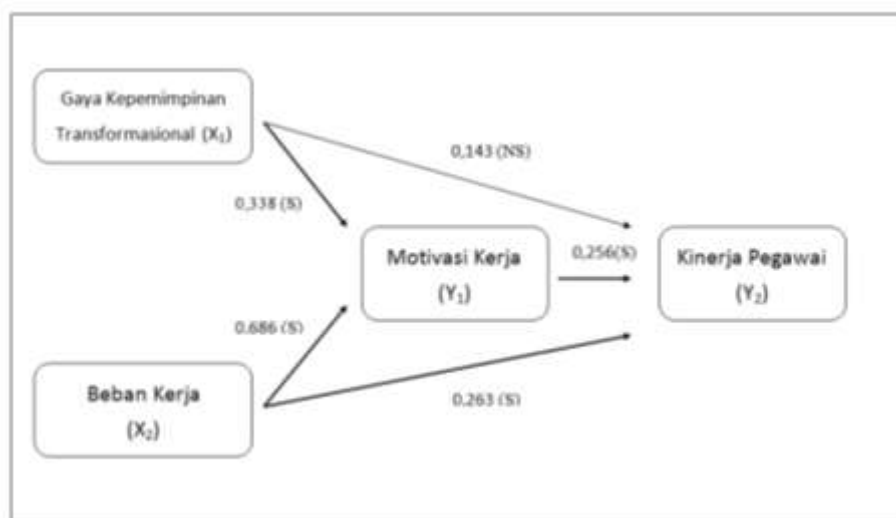 Gaya Kepemimpinan
Transformasional (X₁)
0,143 (NS)
0,338 (S)
Motivasi Kerja
(Y₁)
0,256(S)
Kinerja Pegawai
(Y₂)
0.686 (S)
Beban Kerja
(X₂)
0,263 (S)